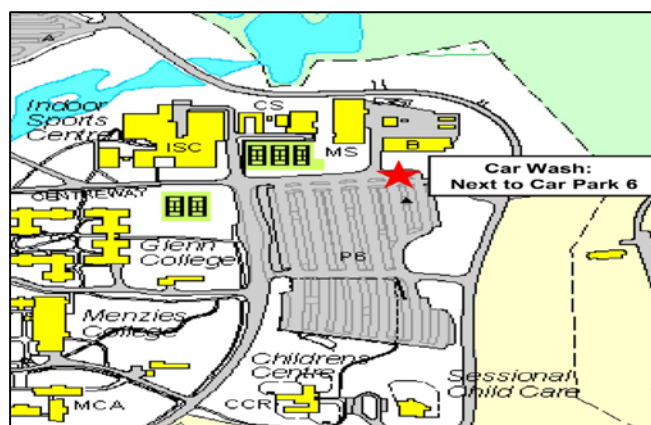 A
Indoor
Sports
Centre
ISC
CS
MS
B
Car Wash:
Next to Car Park 6
CENTREWAY
Glenn
College
P6
Menzies
College
MCA
Childrens
Centre
CCR
Sessional
Child Care